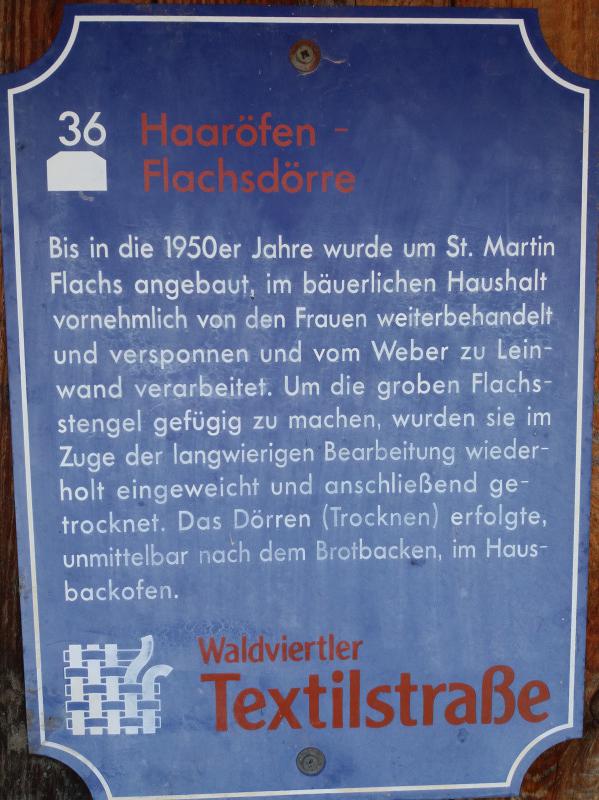 36 Haaröfen -
Flachsdörre
Bis in die 1950er Jahre wurde um St. Martin
Flachs angebaut, im bäuerlichen Haushalt
vornehmlich von den Frauen weiterbehandelt
und versponnen und vom Weber zu Lein-
wand verarbeitet. Um die groben Flachs-
stengel gefügig zu machen, wurden sie im
Zuge der langwierigen Bearbeitung wieder-
holt eingeweicht und anschließend ge-
trocknet. Das Dörren (Trocknen) erfolgte,
unmittelbar nach dem Brotbacken, im Haus-
backofen.
Waldviertler
Textilstraße